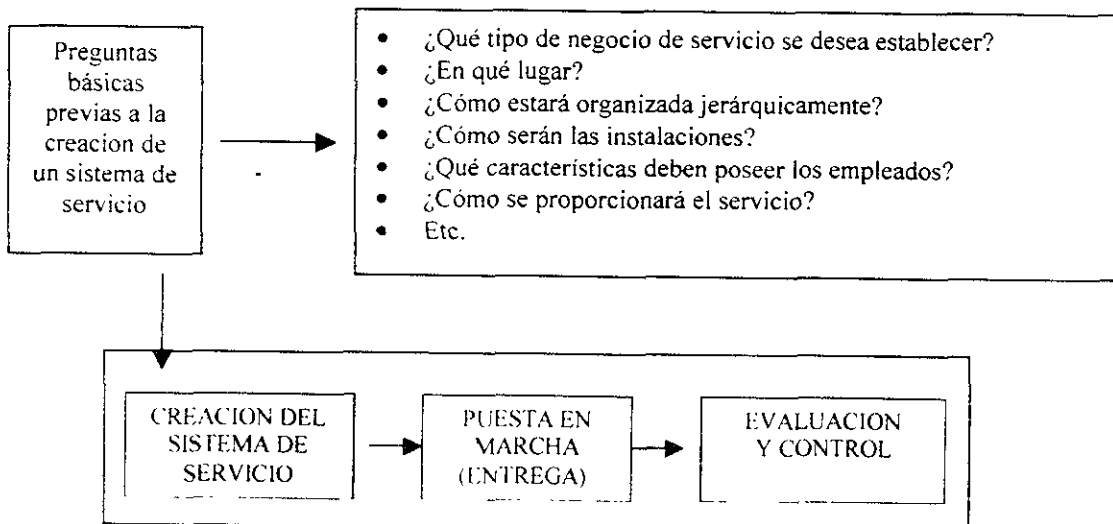 Preguntas
básicas
previas a la
creacion de
un sistema de
servicio
• ¿Qué tipo de negocio de servicio se desea establecer?
• ¿En qué lugar?
• ¿Cómo estará organizada jerárquicamente?
• ¿Cómo serán las instalaciones?
• ¿Qué características deben poseer los empleados?
• ¿Cómo se proporcionará el servicio?
• Etc.
CREACION DEL
SISTEMA DE
SERVICIO
PUESTA EN
MARCHA
(ENTREGA)
EVALUACION
Y CONTROL